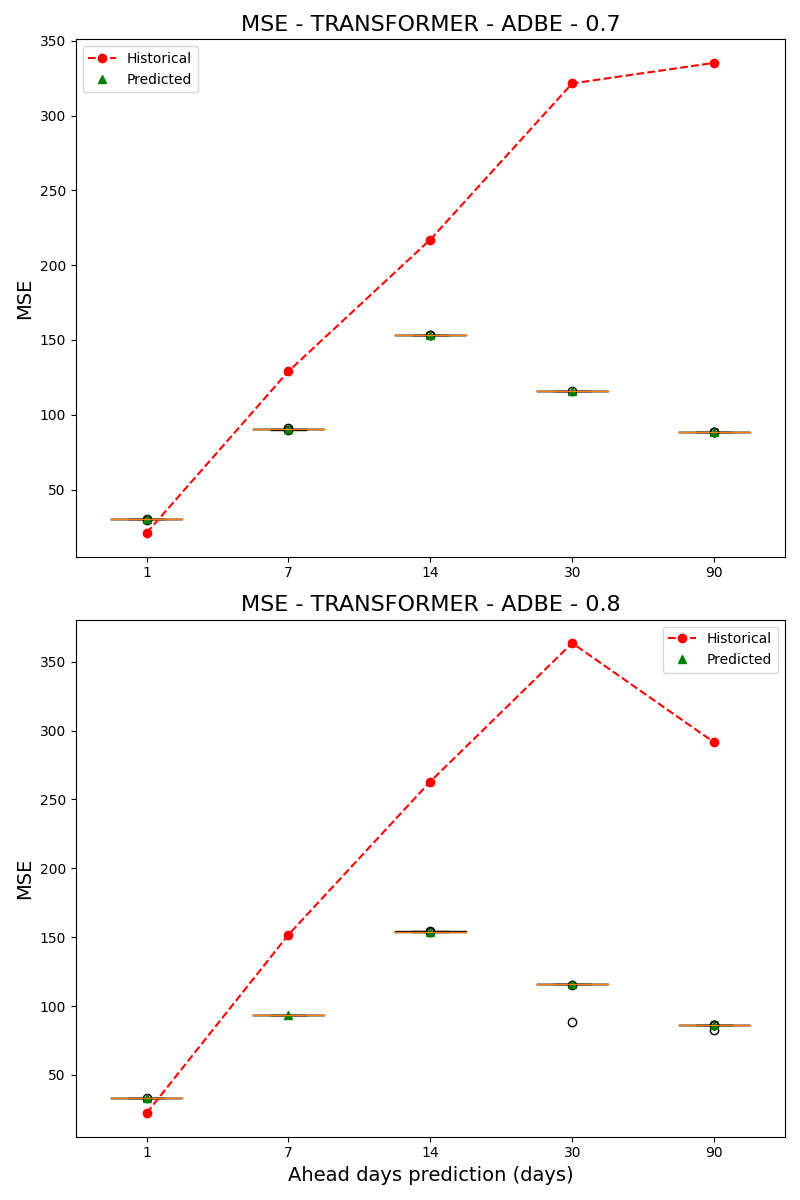 MSE - TRANSFORMER - ADBE - 0.7
Historical
Predicted
MSE
350
300
250
200
150
100
50
1 7 14 30 90
MSE - TRANSFORMER - ADBE - 0.8
Historical
Predicted
MSE
350
300
250
200
150
100
50
1 7 14 30 90
Ahead days prediction (days)